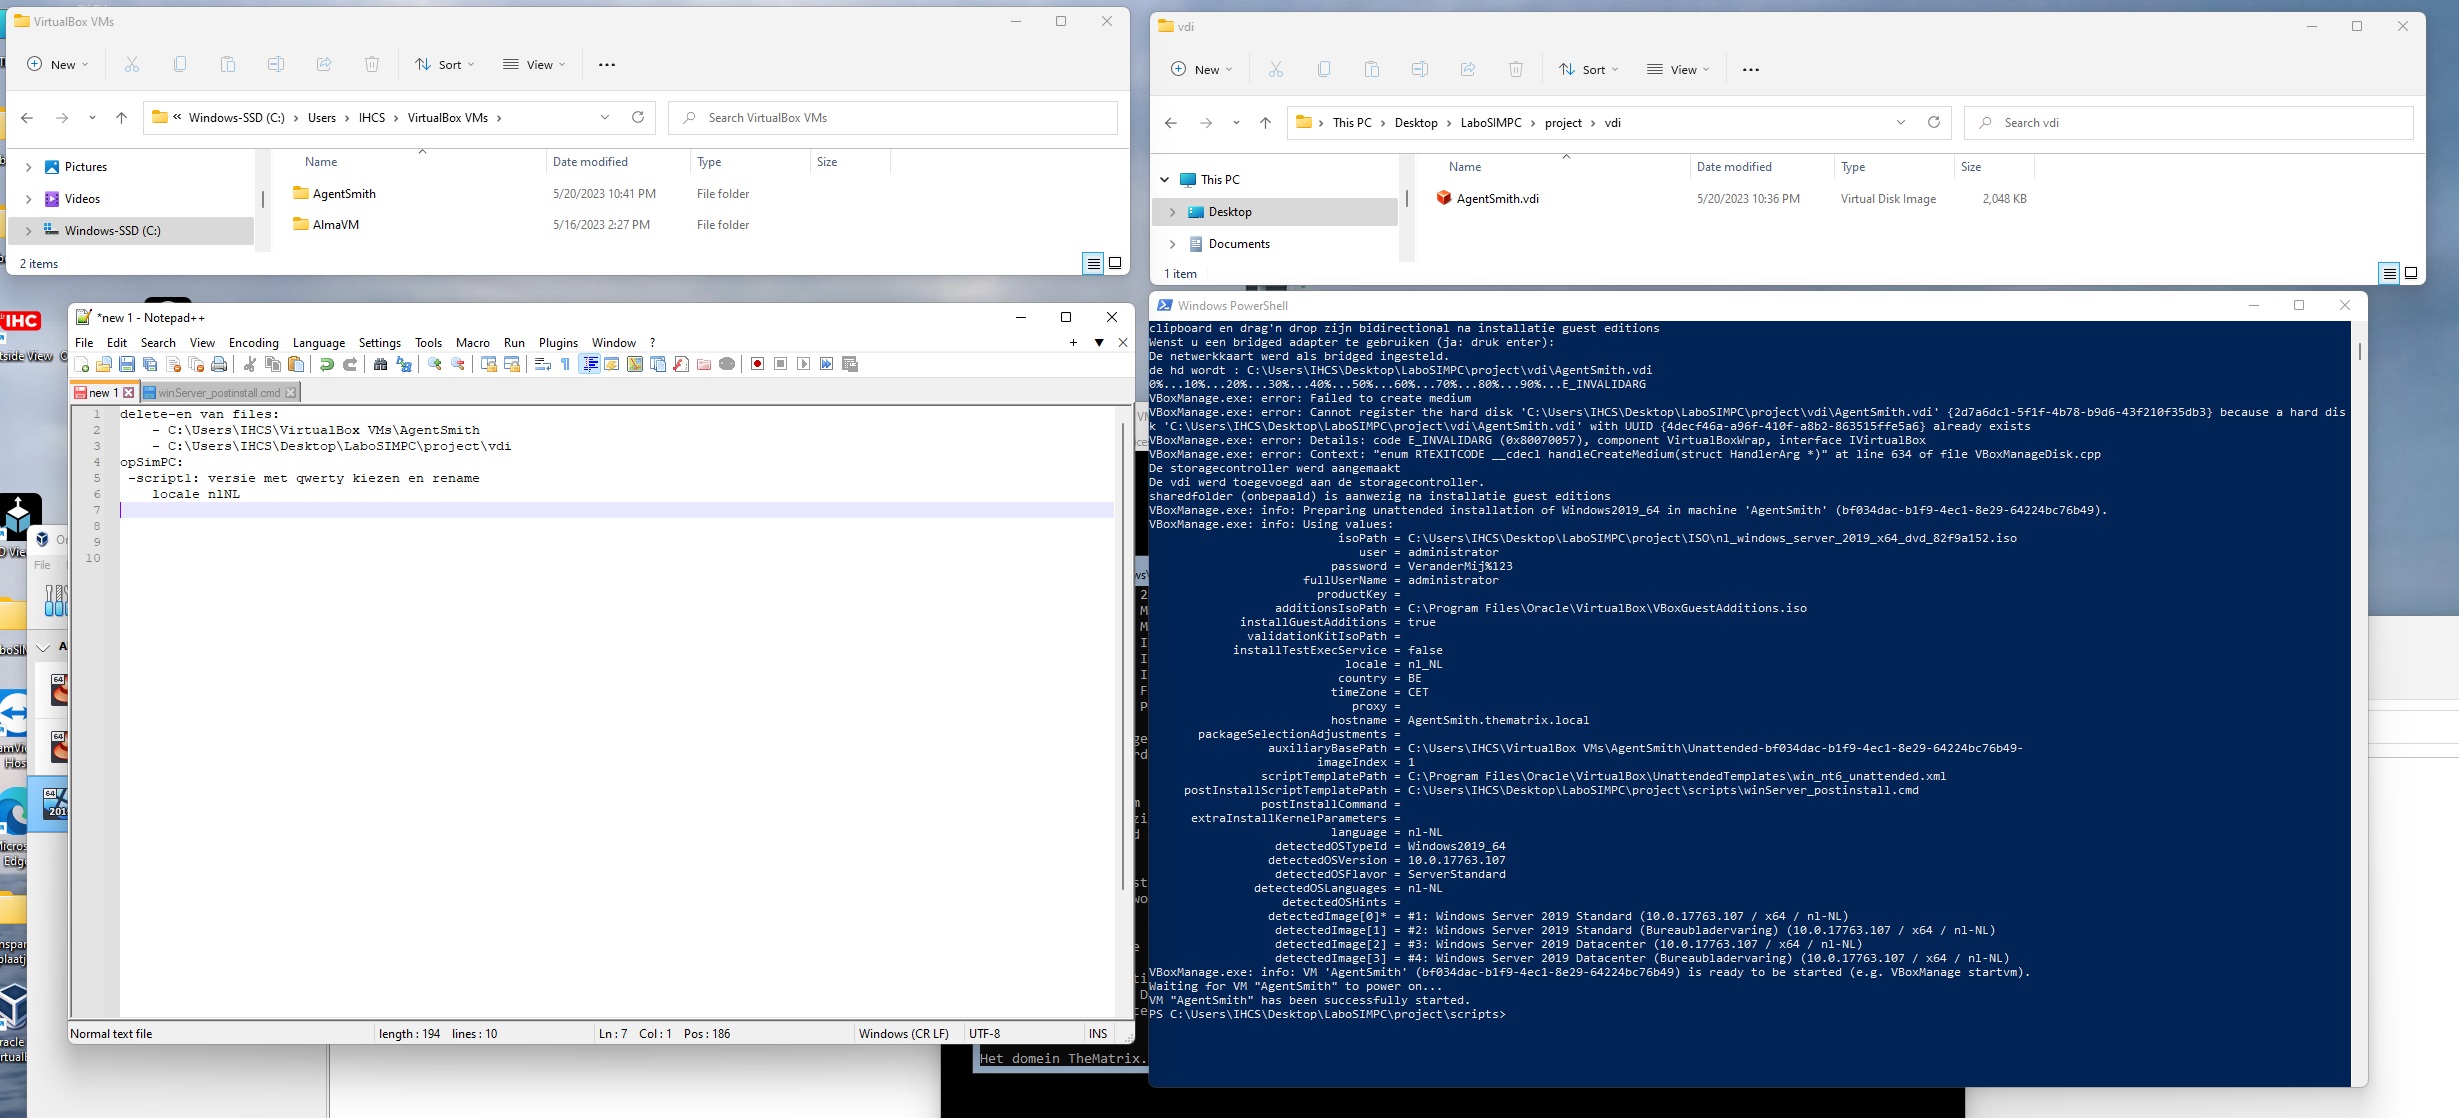 VirtualBox VMs
New
Sort
View
Windows-SSD (C:) > Users > IHCS > VirtualBox VMs >
Search VirtualBox VMs
Pictures
Videos
Windows-SSD (C:)
Name Date modified Type Size
AgentSmith 5/20/2023 10:41 PM File folder
AlmaVM 5/16/2023 2:27 PM File folder
2 items
vdi
New
Sort
View
This PC > Desktop > LaboSIMPC > project > vdi
Search vdi
This PC
Desktop
Documents
Name Date modified Type Size
AgentSmith.vdi 5/20/2023 10:36 PM Virtual Disk Image 2,048 KB
1 item
IHC
*new 1 - Notepad++
File Edit Search View Encoding Language Settings Tools Macro Run Plugins Window ?
new 1
winServer_postinstall.cmd
1 delete-en van files:
2 - C:\Users\IHCS\VirtualBox VMs\AgentSmith
3 - C:\Users\IHCS\Desktop\LaboSIMPC\project\vdi
4 opSimPC:
5 -script1: versie met qwerty kiezen en rename
6 locale nlNL
7
8
9
10
Normal text file length : 194 lines : 10 Ln : 7 Col : 1 Pos : 186 Windows (CR LF) UTF-8 INS
File
Het domein TheMatrix.
Windows PowerShell
clipboard en drag'n drop zijn bidirectional na installatie guest editions
Wenst u een bridged adapter te gebruiken (ja: druk enter):
De netwerkkaart werd als bridged ingesteld.
de hd wordt : C:\Users\IHCS\Desktop\LaboSIMPC\project\vdi\AgentSmith.vdi
0%...10%...20%...30%...40%...50%...60%...70%...80%...90%...E_INVALIDARG
VBoxManage.exe: error: Failed to create medium
VBoxManage.exe: error: Cannot register the hard disk 'C:\Users\IHCS\Desktop\LaboSIMPC\project\vdi\AgentSmith.vdi' {2d7a6dc1-5f1f-4b78-b9d6-43f210f35db3} because a hard dis
k 'C:\Users\IHCS\Desktop\LaboSIMPC\project\vdi\AgentSmith.vdi' with UUID {4decf46a-a96f-410f-a8b2-863515ffe5a6} already exists
VBoxManage.exe: error: Details: code E_INVALIDARG (0x80070057), component VirtualBoxWrap, interface IVirtualBox
VBoxManage.exe: error: Context: "enum RTEXITCODE __cdecl handleCreateMedium(struct HandlerArg *)" at line 634 of file VBoxManageDisk.cpp
De storagecontroller werd aangemaakt
De vdi werd toegevoegd aan de storagecontroller.
sharedfolder (onbepaald) is aanwezig na installatie guest editions
VBoxManage.exe: info: Preparing unattended installation of Windows2019_64 in machine 'AgentSmith' (bf034dac-b1f9-4ec1-8e29-64224bc76b49).
VBoxManage.exe: info: Using values:
isoPath = C:\Users\IHCS\Desktop\LaboSIMPC\project\ISO\nl_windows_server_2019_x64_dvd_82f9a152.iso
user = administrator
password = VeranderMij%123
fullUserName = administrator
productKey =
additionsIsoPath = C:\Program Files\Oracle\VirtualBox\VBoxGuestAdditions.iso
installGuestAdditions = true
validationKitIsoPath =
installTestExecService = false
locale = nl_NL
country = BE
timeZone = CET
proxy =
hostname = AgentSmith.thematrix.local
packageSelectionAdjustments =
auxiliaryBasePath = C:\Users\IHCS\VirtualBox VMs\AgentSmith\Unattended-bf034dac-b1f9-4ec1-8e29-64224bc76b49-
imageIndex = 1
scriptTemplatePath = C:\Program Files\Oracle\VirtualBox\UnattendedTemplates\win_nt6_unattended.xml
postInstallScriptTemplatePath = C:\Users\IHCS\Desktop\LaboSIMPC\project\scripts\winServer_postinstall.cmd
postInstallCommand =
extraInstallKernelParameters =
language = nl-NL
detectedOSTypeId = Windows2019_64
detectedOSVersion = 10.0.17763.107
detectedOSFlavor = ServerStandard
detectedOSLanguages = nl-NL
detectedOSHints =
detectedImage[0]* = #1: Windows Server 2019 Standard (10.0.17763.107 / x64 / nl-NL)
detectedImage[1] = #2: Windows Server 2019 Standard (Bureaubladervaring) (10.0.17763.107 / x64 / nl-NL)
detectedImage[2] = #3: Windows Server 2019 Datacenter (10.0.17763.107 / x64 / nl-NL)
detectedImage[3] = #4: Windows Server 2019 Datacenter (Bureaubladervaring) (10.0.17763.107 / x64 / nl-NL)
VBoxManage.exe: info: VM 'AgentSmith' (bf034dac-b1f9-4ec1-8e29-64224bc76b49) is ready to be started (e.g. VBoxManage startvm).
Waiting for VM "AgentSmith" to power on...
VM "AgentSmith" has been successfully started.
PS C:\Users\IHCS\Desktop\LaboSIMPC\project\scripts>